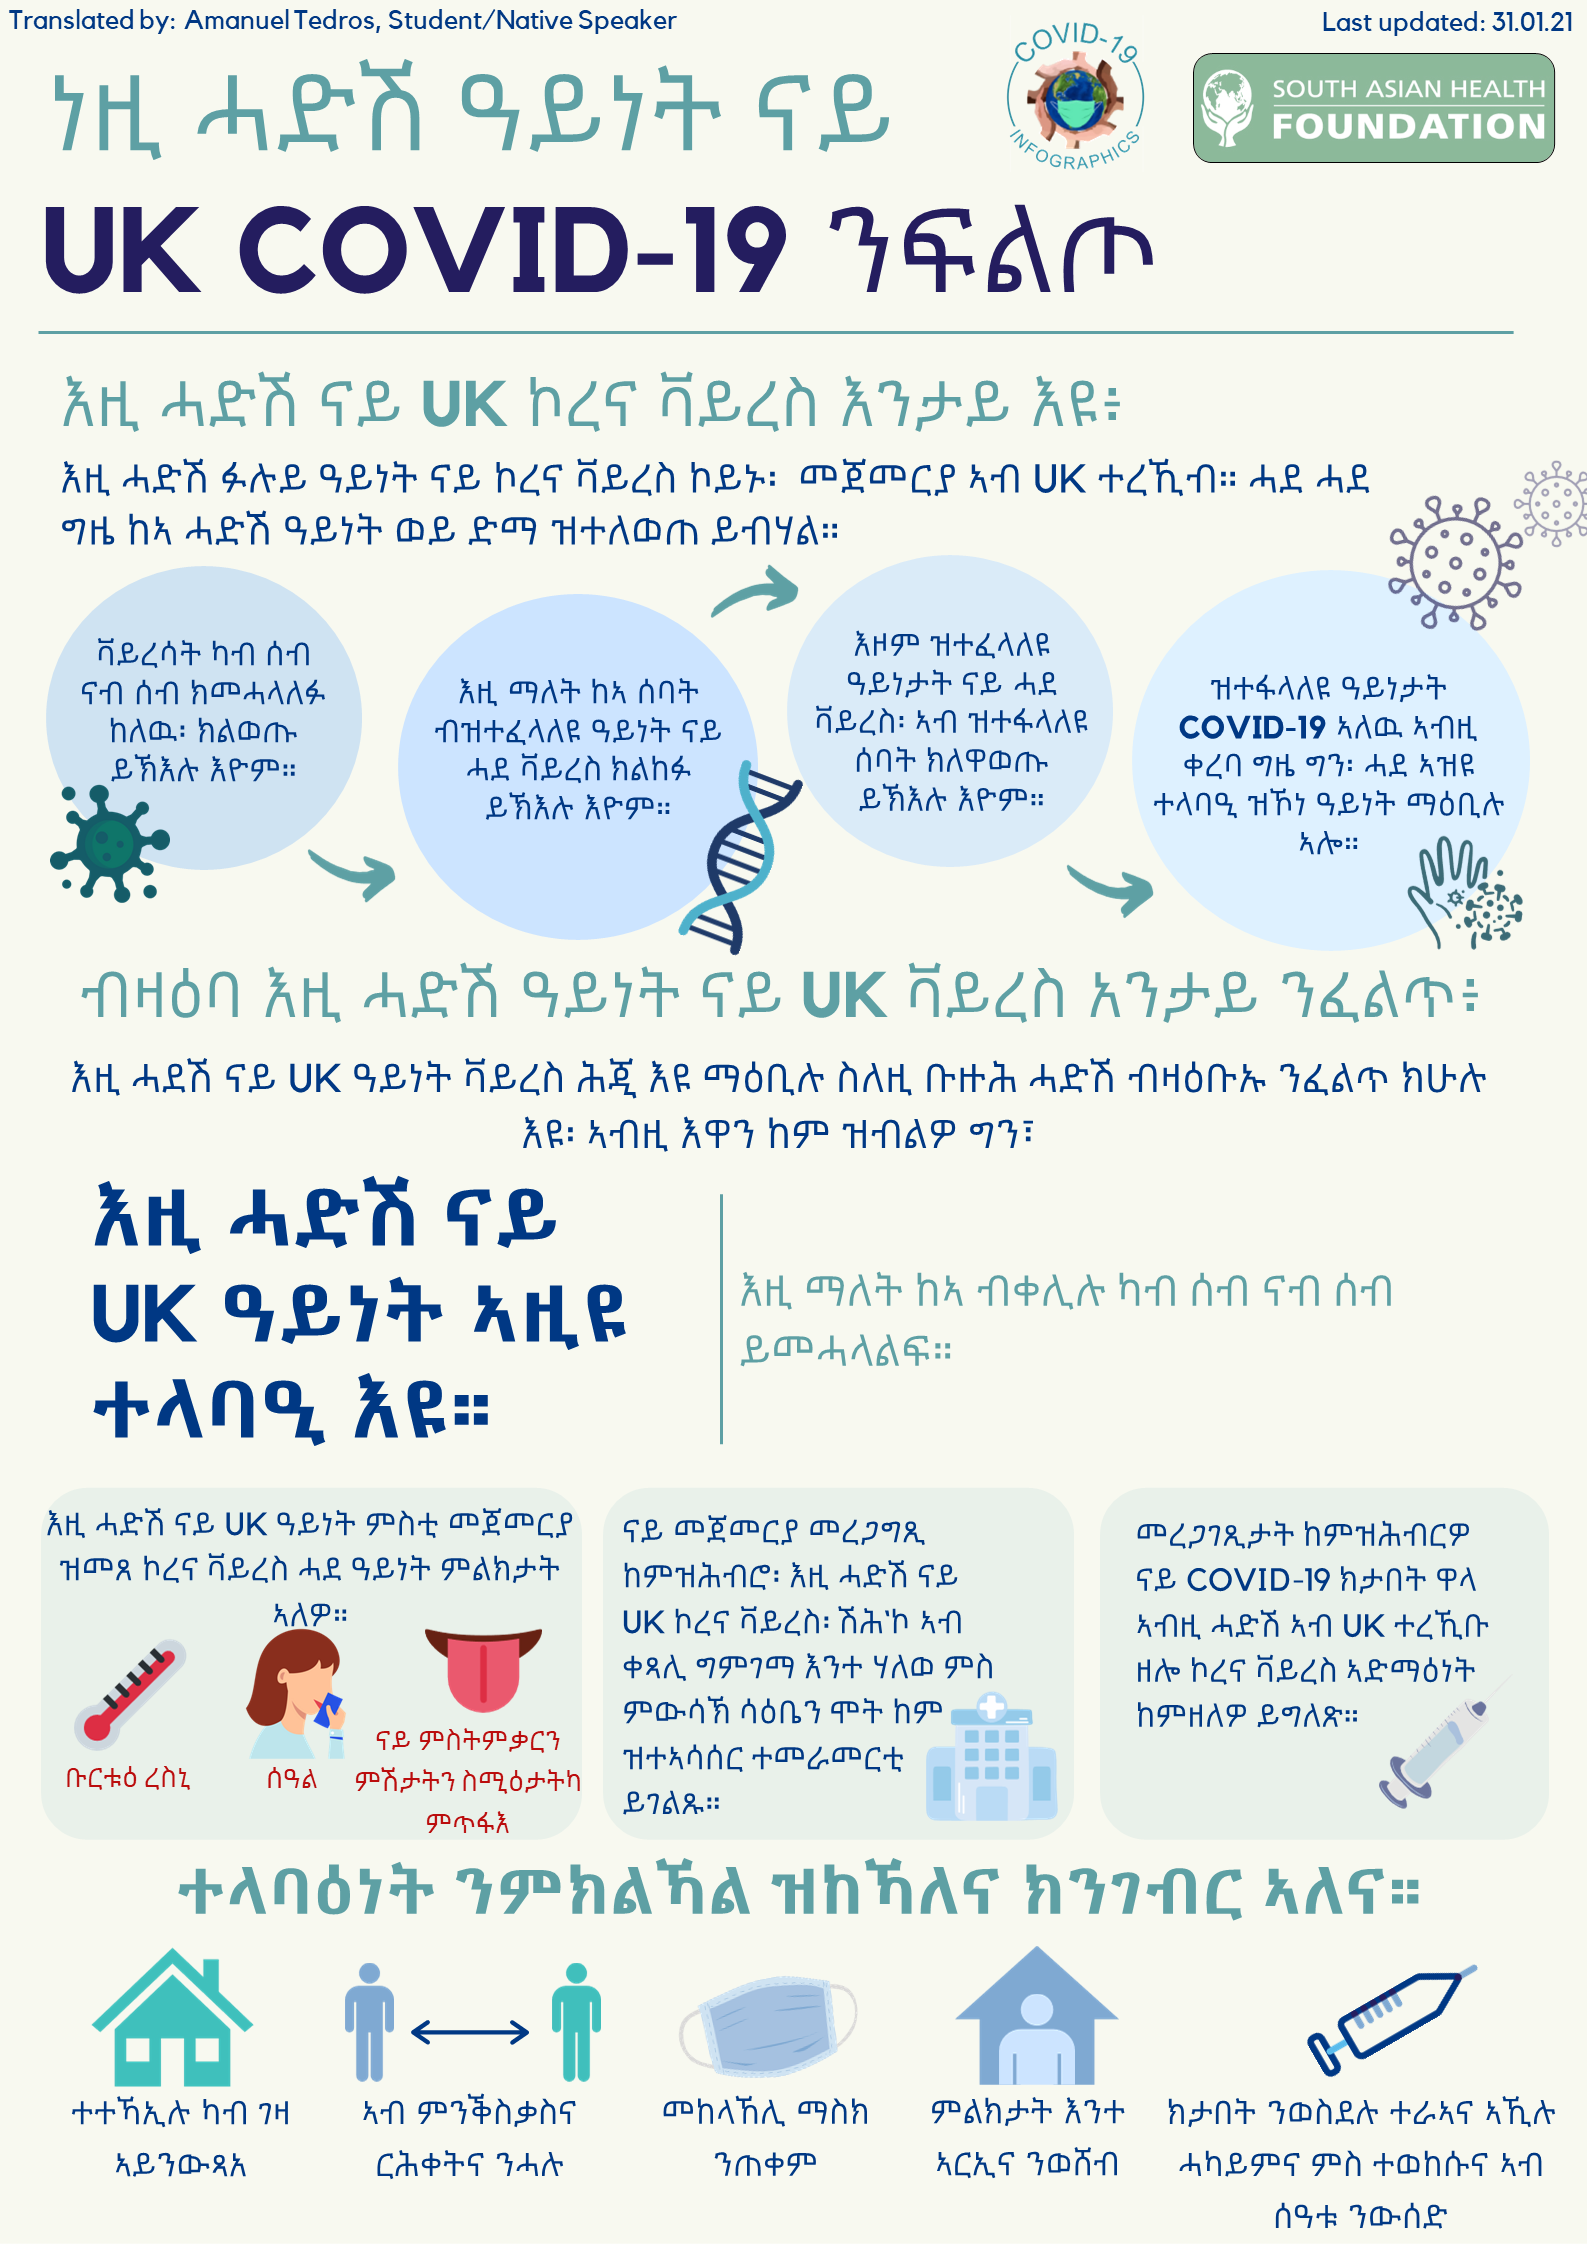 Translated by: Amanuel Tedros, Student/Native Speaker
Last updated: 31.01.21
COVID-19
INFOGRAPHICS
SOUTH ASIAN HEALTH
FOUNDATION
ነዚ ሓድሽ ዓይነት ናይ
UK COVID-19 ንፍልጦ
እዚ ሓድሽ ናይ UK ኮረና ቫይረስ እንታይ እዩ፧
እዚ ሓድሽ ፉሉይ ዓይነት ናይ ኮረና ቫይረስ ኮይኑ፡ መጀመርያ ኣብ UK ተረኺብ። ሓደ ሓደ
ግዜ ከኣ ሓድሽ ዓይነት ወይ ድማ ዝተለወጠ ይብሃል።
ቫይረሳት ካብ ሰብ
ናብ ሰብ ክመሓላለፉ
ከለዉ፡ ክልወጡ
ይኽእሉ እዮም።
እዚ ማለት ከኣ ሰባት
ብዝተፈላለዩ ዓይነት ናይ
ሓደ ቫይረስ ክልከፉ
ይኽእሉ እዮም።
እዞም ዝተፈላለዩ
ዓይነታት ናይ ሓደ
ቫይረስ፡ ኣብ ዝተፋላለዩ
ሰባት ክለዋወጡ
ይኽእሉ እዮም።
ዝተፋላለዩ ዓይነታት
COVID-19 ኣለዉ ኣብዚ
ቀረባ ግዜ ግን፡ ሓደ ኣዝዩ
ተላባዒ ዝኾነ ዓይነት ማዕቢሉ
ኣሎ።
ብዛዕባ እዚ ሓድሽ ዓይነት ናይ UK ቫይረስ አንታይ ንፈልጥ፧
እዚ ሓደሽ ናይ UK ዓይነት ቫይረስ ሕጂ እዩ ማዕቢሉ ስለዚ ቡዙሕ ሓድሽ ብዛዕቡኡ ንፈልጥ ክሁሉ
እዩ፡ ኣብዚ እዋን ከም ዝብልዎ ግን፣
እዚ ሓድሽ ናይ
UK ዓይነት ኣዚዩ
ተላባዒ እዩ።
እዚ ማለት ከኣ ብቀሊሉ ካብ ሰብ ናብ ሰብ
ይመሓላልፍ።
እዚ ሓድሽ ናይ UK ዓይነት ምስቲ መጀመርያ
ዝመጸ ኮረና ቫይረስ ሓደ ዓይነት ምልክታት
ኣለዎ።
ቡርቱዕ ረስኒ
ሰዓል
ናይ ምስትምቃርን
ምሽታትን ስሚዕታትካ
ምጥፋእ
ናይ መጀመርያ መረጋግጺ
ከምዝሕብሮ፡ እዚ ሓድሽ ናይ
UK ኮረና ቫይረስ፡ ሽሕ'ኮ ኣብ
ቀጻሊ ግምገማ እንተ ሃለወ ምስ
ምውሳኽ ሳዕቤን ሞት ከም
ዝተኣሳሰር ተመራመርቲ
ይገልጹ።
መረጋገጺታት ከምዝሕብርዎ
ናይ COVID-19 ክታበት ዋላ
ኣብዚ ሓድሽ ኣብ UK ተረኺቡ
ዘሎ ኮረና ቫይረስ ኣድማዕነት
ከምዘለዎ ይግለጽ።
ተላባዕነት ንምክልኻል ዝከኻለና ክንገብር ኣለና።
ተተኻኢሉ ካብ ገዛ
ኣይንውጻአ
ኣብ ምንቕስቃስና
ርሕቀትና ንሓሉ
መከላኸሊ ማስክ
ንጠቀም
ምልክታት እንተ
ኣርኢና ንወሸብ
ክታበት ንወስደሉ ተራኣና ኣኺሉ
ሓካይምና ምስ ተወከሱና ኣብ
ሰዓቱ ንውሰድ